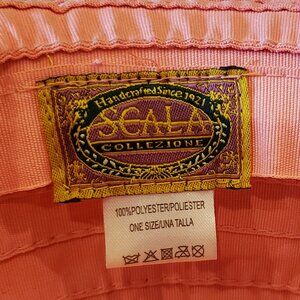 Handcrafted Since 1921
SCALA
COLLEZIONE
100%POLYESTER/POLIESTER
ONE SIZE/UNA TALLA